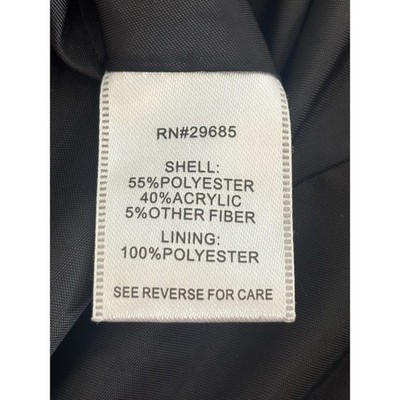 RN#29685
SHELL:
55%POLYESTER
40%ACRYLIC
5%OTHER FIBER
LINING:
100%POLYESTER
SEE REVERSE FOR CARE